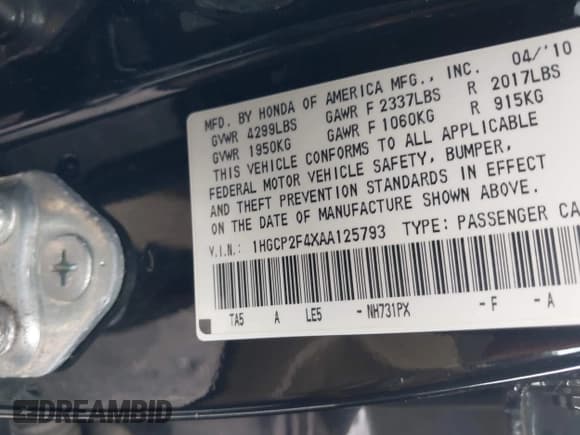 04/'10
MFD. BY HONDA OF AMERICA MFG., INC.
GVWR 4299LBS GAWR F 2337LBS R 2017LBS
GVWR 1950KG GAWR F 1060KG R 915KG
THIS VEHICLE CONFORMS TO ALL APPLICABLE
FEDERAL MOTOR VEHICLE SAFETY, BUMPER,
AND THEFT PREVENTION STANDARDS IN EFFECT
ON THE DATE OF MANUFACTURE SHOWN ABOVE.
V.I.N.: 1HGCP2F4XAA125793 TYPE: PASSENGER CA
TA5 A LE5 -NH731PX -F -A
DREAMBID